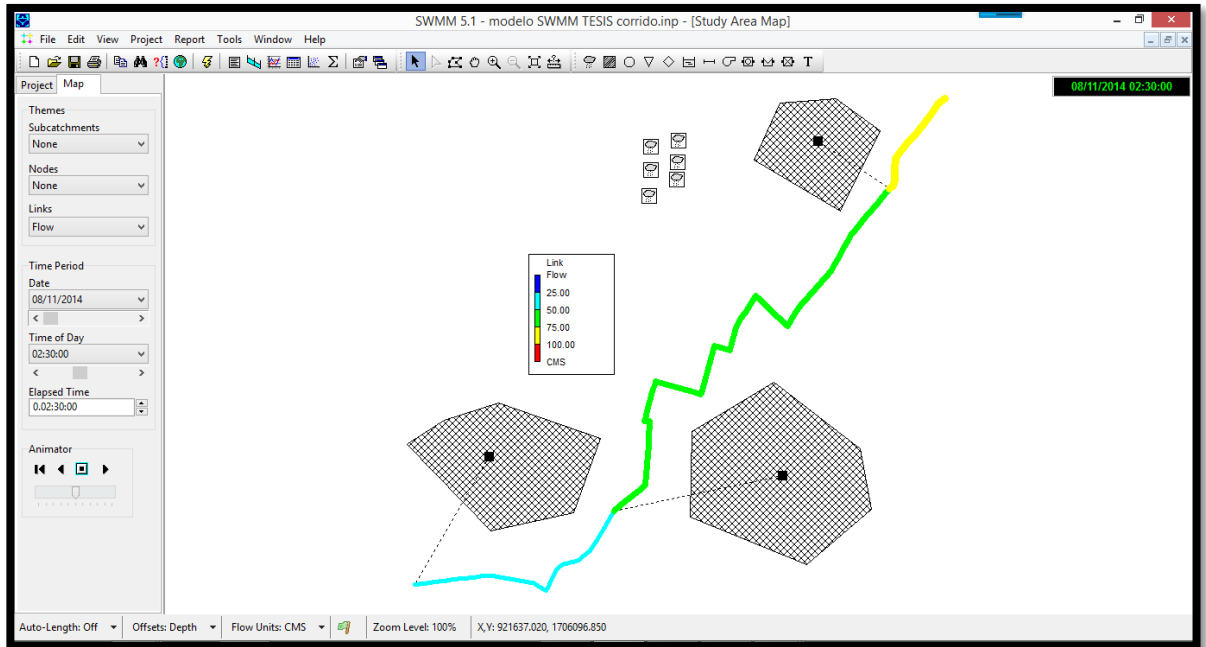 SWMM 5.1 - modelo SWMM TESIS corrido.inp - [Study Area Map]
File Edit View Project Report Tools Window Help
Project Map
08/11/2014 02:30:00
Themes
Subcatchments
None
Nodes
None
Links
Flow
Time Period
Date
08/11/2014
Time of Day
02:30:00
Elapsed Time
0.02:30:00
Animator
Link
Flow
25.00
50.00
75.00
100.00
CMS
Auto-Length: Off Offsets: Depth Flow Units: CMS Zoom Level: 100% X,Y: 921637.020, 1706096.850